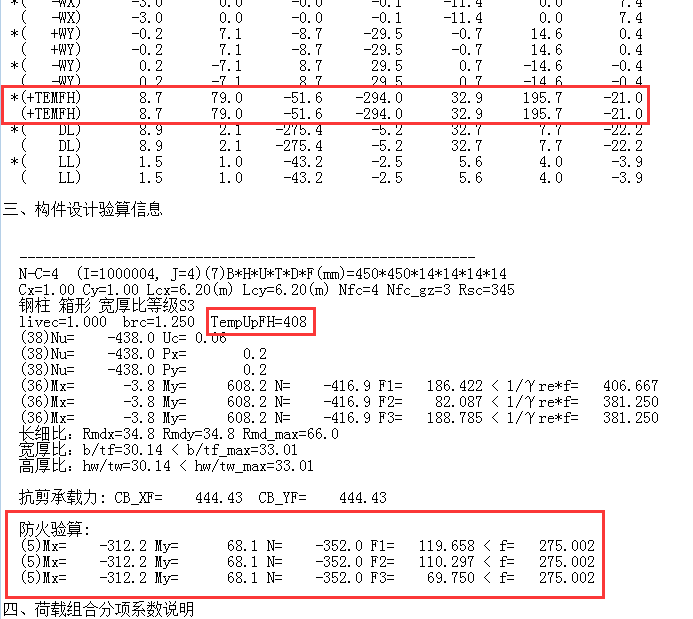 *(   -WX)      -3.0       0.0      -0.0      -0.1     -11.4       0.0       7.4
 (   -WX)      -3.0       0.0      -0.0      -0.1     -11.4       0.0       7.4
*(   +WY)      -0.2       7.1      -8.7     -29.5      -0.7      14.6       0.4
 (   +WY)      -0.2       7.1      -8.7     -29.5      -0.7      14.6       0.4
*(   -WY)       0.2      -7.1       8.7      29.5       0.7     -14.6      -0.4
 (   -WY)       0.2      -7.1       8.7      29.5       0.7     -14.6      -0.4
*(+TEMFH)       8.7      79.0     -51.6    -294.0      32.9     195.7     -21.0
 (+TEMFH)       8.7      79.0     -51.6    -294.0      32.9     195.7     -21.0
*(    DL)       8.9       2.1    -275.4      -5.2      32.7       7.7     -22.2
 (    DL)       8.9       2.1    -275.4      -5.2      32.7       7.7     -22.2
*(    LL)       1.5       1.0     -43.2      -2.5       5.6       4.0      -3.9
 (    LL)       1.5       1.0     -43.2      -2.5       5.6       4.0      -3.9
三、构件设计验算信息
---------------------------------------------------------
N-C=4  (I=1000004, J=4)(7)B*H*U*T*D*F(mm)=450*450*14*14*14*14
Cx=1.00 Cy=1.00 Lcx=6.20(m) Lcy=6.20(m) Nfc=4 Nfc_gz=3 Rsc=345
钢柱 箱形 宽厚比等级S3
livec=1.000  brc=1.250  TempUpFH=408
(38)Nu=    -438.0 Uc= 0.06
(38)Nu=    -438.0 Px=       0.2
(38)Nu=    -438.0 Py=       0.2
(36)Mx=      -3.8 My=     608.2 N=    -416.9 F1=   186.422 < 1/γre*f=   406.667
(36)Mx=      -3.8 My=     608.2 N=    -416.9 F2=    82.087 < 1/γre*f=   381.250
(36)Mx=      -3.8 My=     608.2 N=    -416.9 F3=   188.785 < 1/γre*f=   381.250
长细比: Rmdx=34.8 Rmdy=34.8 Rmd_max=66.0
宽厚比: b/tf=30.14 < b/tf_max=33.01
高厚比: hw/tw=30.14 < hw/tw_max=33.01
抗剪承载力: CB_XF=    444.43  CB_YF=    444.43
防火验算:
(5)Mx=    -312.2 My=      68.1 N=    -352.0 F1=   119.658 < f=   275.002
(5)Mx=    -312.2 My=      68.1 N=    -352.0 F2=   110.297 < f=   275.002
(5)Mx=    -312.2 My=      68.1 N=    -352.0 F3=    69.750 < f=   275.002
四、荷载组合分项系数说明